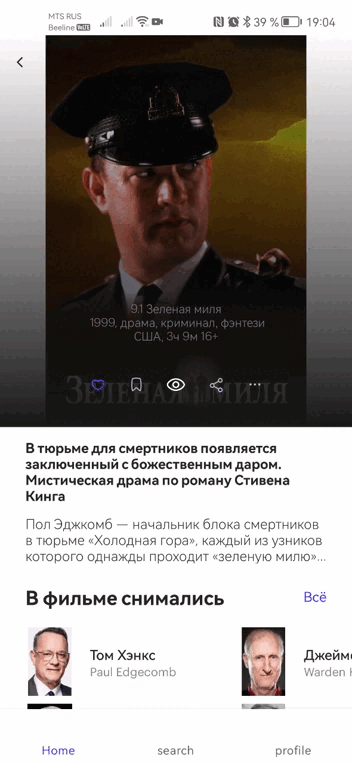 MTS RUS
Beeline VoLTE
39 %
19:04
9.1 Зеленая миля
1999, драма, криминал, фэнтези
США, 3ч 9м 16+
ЗЕЛЕНАЯ МИЛЯ
В тюрьме для смертников появляется
заключенный с божественным даром.
Мистическая драма по роману Стивена
Кинга
Пол Эджкомб — начальник блока смертников
в тюрьме «Холодная гора», каждый из узников
которого однажды проходит «зеленую милю»...
В фильме снимались
Всё
Том Хэнкс
Paul Edgecomb
Джеймс
Warden H
Home
search
profile